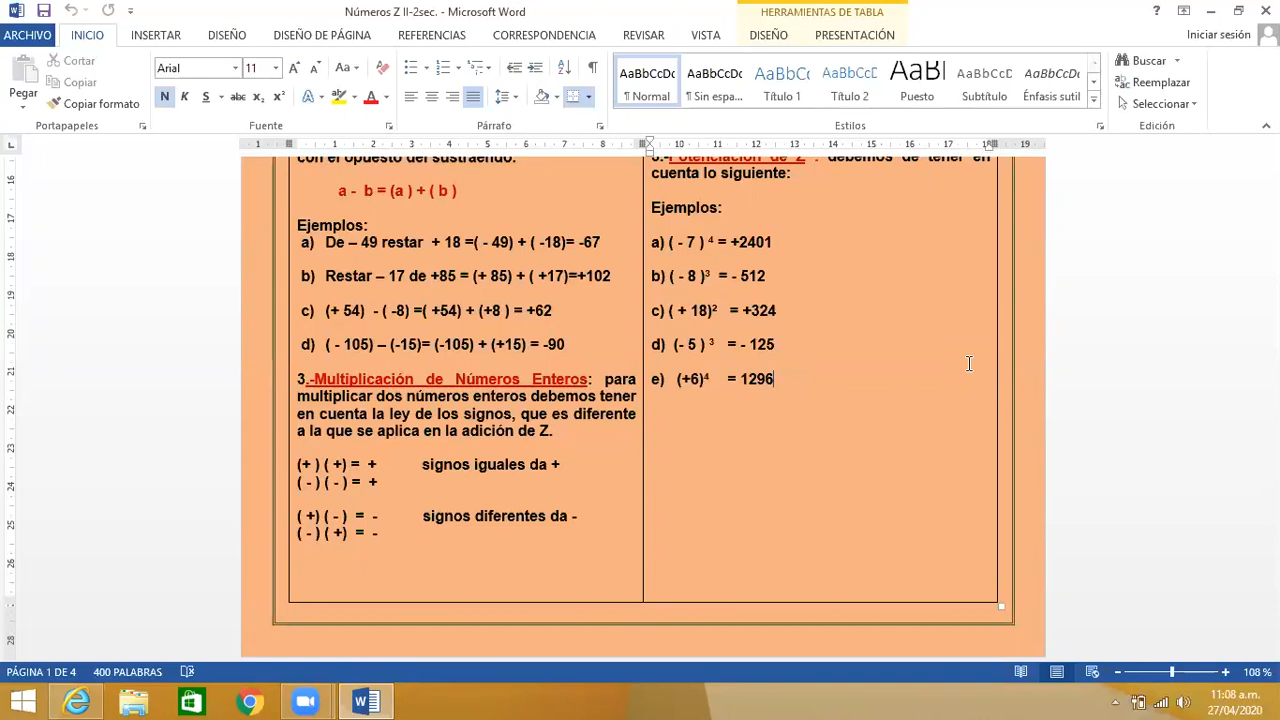 Números Z II-2sec. - Microsoft Word
HERRAMIENTAS DE TABLA
?
ARCHIVO
INICIO
INSERTAR
DISEÑO
DISEÑO DE PÁGINA
REFERENCIAS
CORRESPONDENCIA
REVISAR
VISTA
DISEÑO
PRESENTACIÓN
Iniciar sesión
Pegar
Cortar
Copiar
Copiar formato
Portapapeles
Arial
11
Fuente
Párrafo
AaBbCcDc
¶ Normal
AaBbCcDc
¶ Sin espa...
AaBbCc
Título 1
AaBbCcC
Título 2
AaBl
Puesto
AaBbCcD
Subtítulo
AaBbCcDc
Énfasis sutil
Estilos
Buscar
Reemplazar
Seleccionar
Edición
con el opuesto del sustraendo.
a - b = (a ) + ( b )
Ejemplos:
a) De – 49 restar + 18 =( - 49) + ( -18)= -67
b) Restar – 17 de +85 = (+ 85) + ( +17)=+102
c) (+ 54) - ( -8) =( +54) + (+8 ) = +62
d) ( - 105) – (-15)= (-105) + (+15) = -90
3.-Multiplicación de Números Enteros: para
multiplicar dos números enteros debemos tener
en cuenta la ley de los signos, que es diferente
a la que se aplica en la adición de Z.
(+ ) ( +) = + signos iguales da +
( - ) ( - ) = +
( +) ( - ) = - signos diferentes da -
( - ) ( +) = -
5.-Potenciación de Z : debemos de tener en
cuenta lo siguiente:
Ejemplos:
a) ( - 7 ) ⁴ = +2401
b) ( - 8 )³ = - 512
c) ( + 18)² = +324
d) (- 5 ) ³ = - 125
e) (+6)⁴ = 1296
PÁGINA 1 DE 4
400 PALABRAS
108 %
11:08 a.m.
27/04/2020